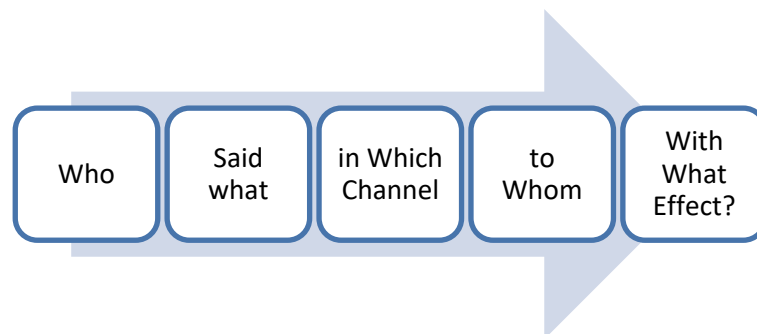 Who
Said
what
in Which
Channel
to
Whom
With
What
Effect?